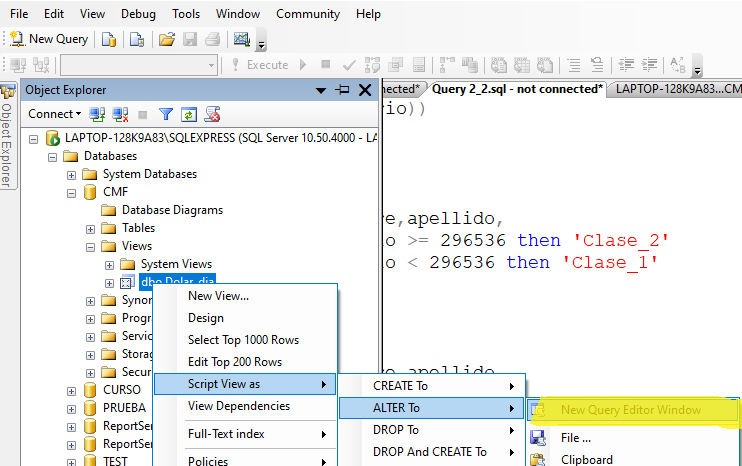 File Edit View Debug Tools Window Community Help
New Query
Execute
Object Explorer
nected* Query 2_2.sql - not connected* LAPTOP-128K9A83...CM
Connect
Object Explorer
LAPTOP-128K9A83\SQLEXPRESS (SQL Server 10.50.4000 - LA
Databases
System Databases
CMF
Database Diagrams
Tables
Views
System Views
dbo.Dolar_dia
Synor
Progr
Servic
Storag
Secur
CURSO
PRUEBA
ReportSer
ReportSer
TEST
rio))
re,apellido,
io >= 296536 then 'Clase_2'
io < 296536 then 'Clase_1'
re,apellido,
New View...
Design
Select Top 1000 Rows
Edit Top 200 Rows
Script View as
View Dependencies
Full-Text index
Policies
CREATE To
ALTER To
DROP To
DROP And CREATE To
New Query Editor Window
File ...
Clipboard